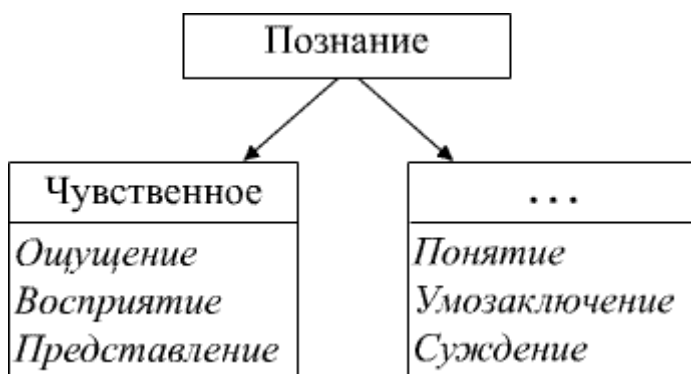 Познание
Чувственное
Ощущение
Восприятие
Представление
...
Понятие
Умозаключение
Суждение